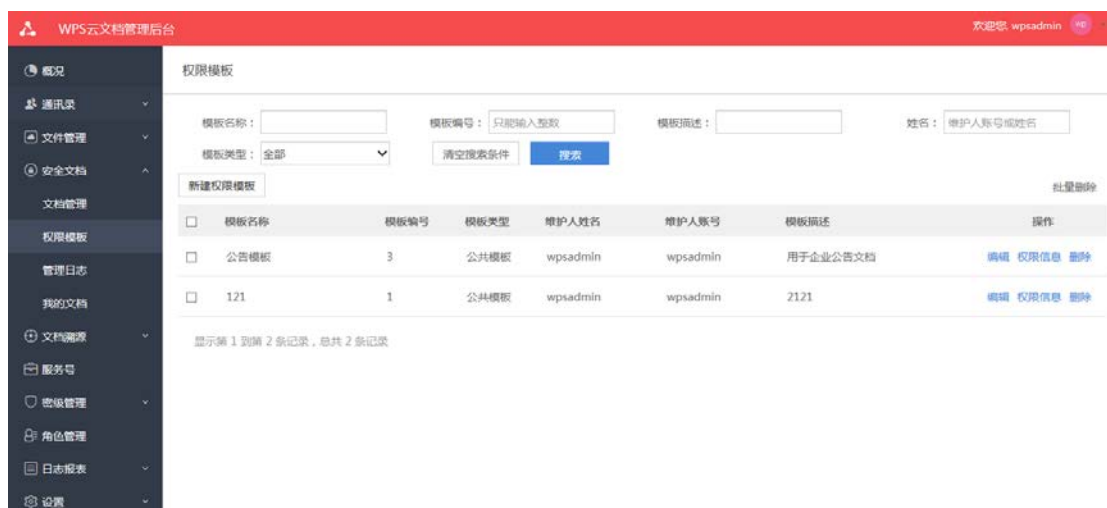 WPS云文档管理后台
欢迎您, wpsadmin
wp
概况
通讯录
文件管理
安全文档
文档管理
权限模板
管理日志
我的文档
文档溯源
服务号
密级管理
角色管理
日志报表
设置
权限模板
模板名称： 模板编号： 只能输入整数 模板描述： 姓名： 维护人账号或姓名
模板类型： 全部 清空搜索条件 搜索
新建权限模板 批量删除
模板名称 模板编号 模板类型 维护人姓名 维护人账号 模板描述 操作
公告模板 3 公共模板 wpsadmin wpsadmin 用于企业公告文档 编辑 权限信息 删除
121 1 公共模板 wpsadmin wpsadmin 2121 编辑 权限信息 删除
显示第 1 到第 2 条记录，总共 2 条记录